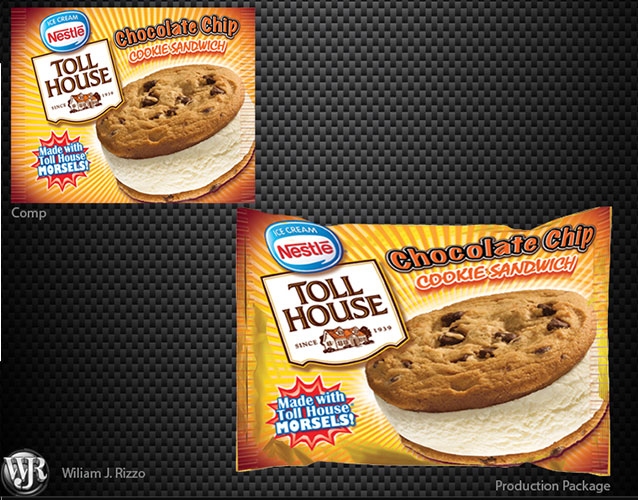 ICE CREAM
Nestlé
Chocolate Chip
COOKIE SANDWICH
TOLL
HOUSE
SINCE 1939
Made with
Toll House
MORSELS!
Comp
ICE CREAM
Nestlé
Chocolate Chip
COOKIE SANDWICH
TOLL
HOUSE
SINCE 1939
Made with
Toll House
MORSELS!
WJR
Wiliam J. Rizzo
Production Package